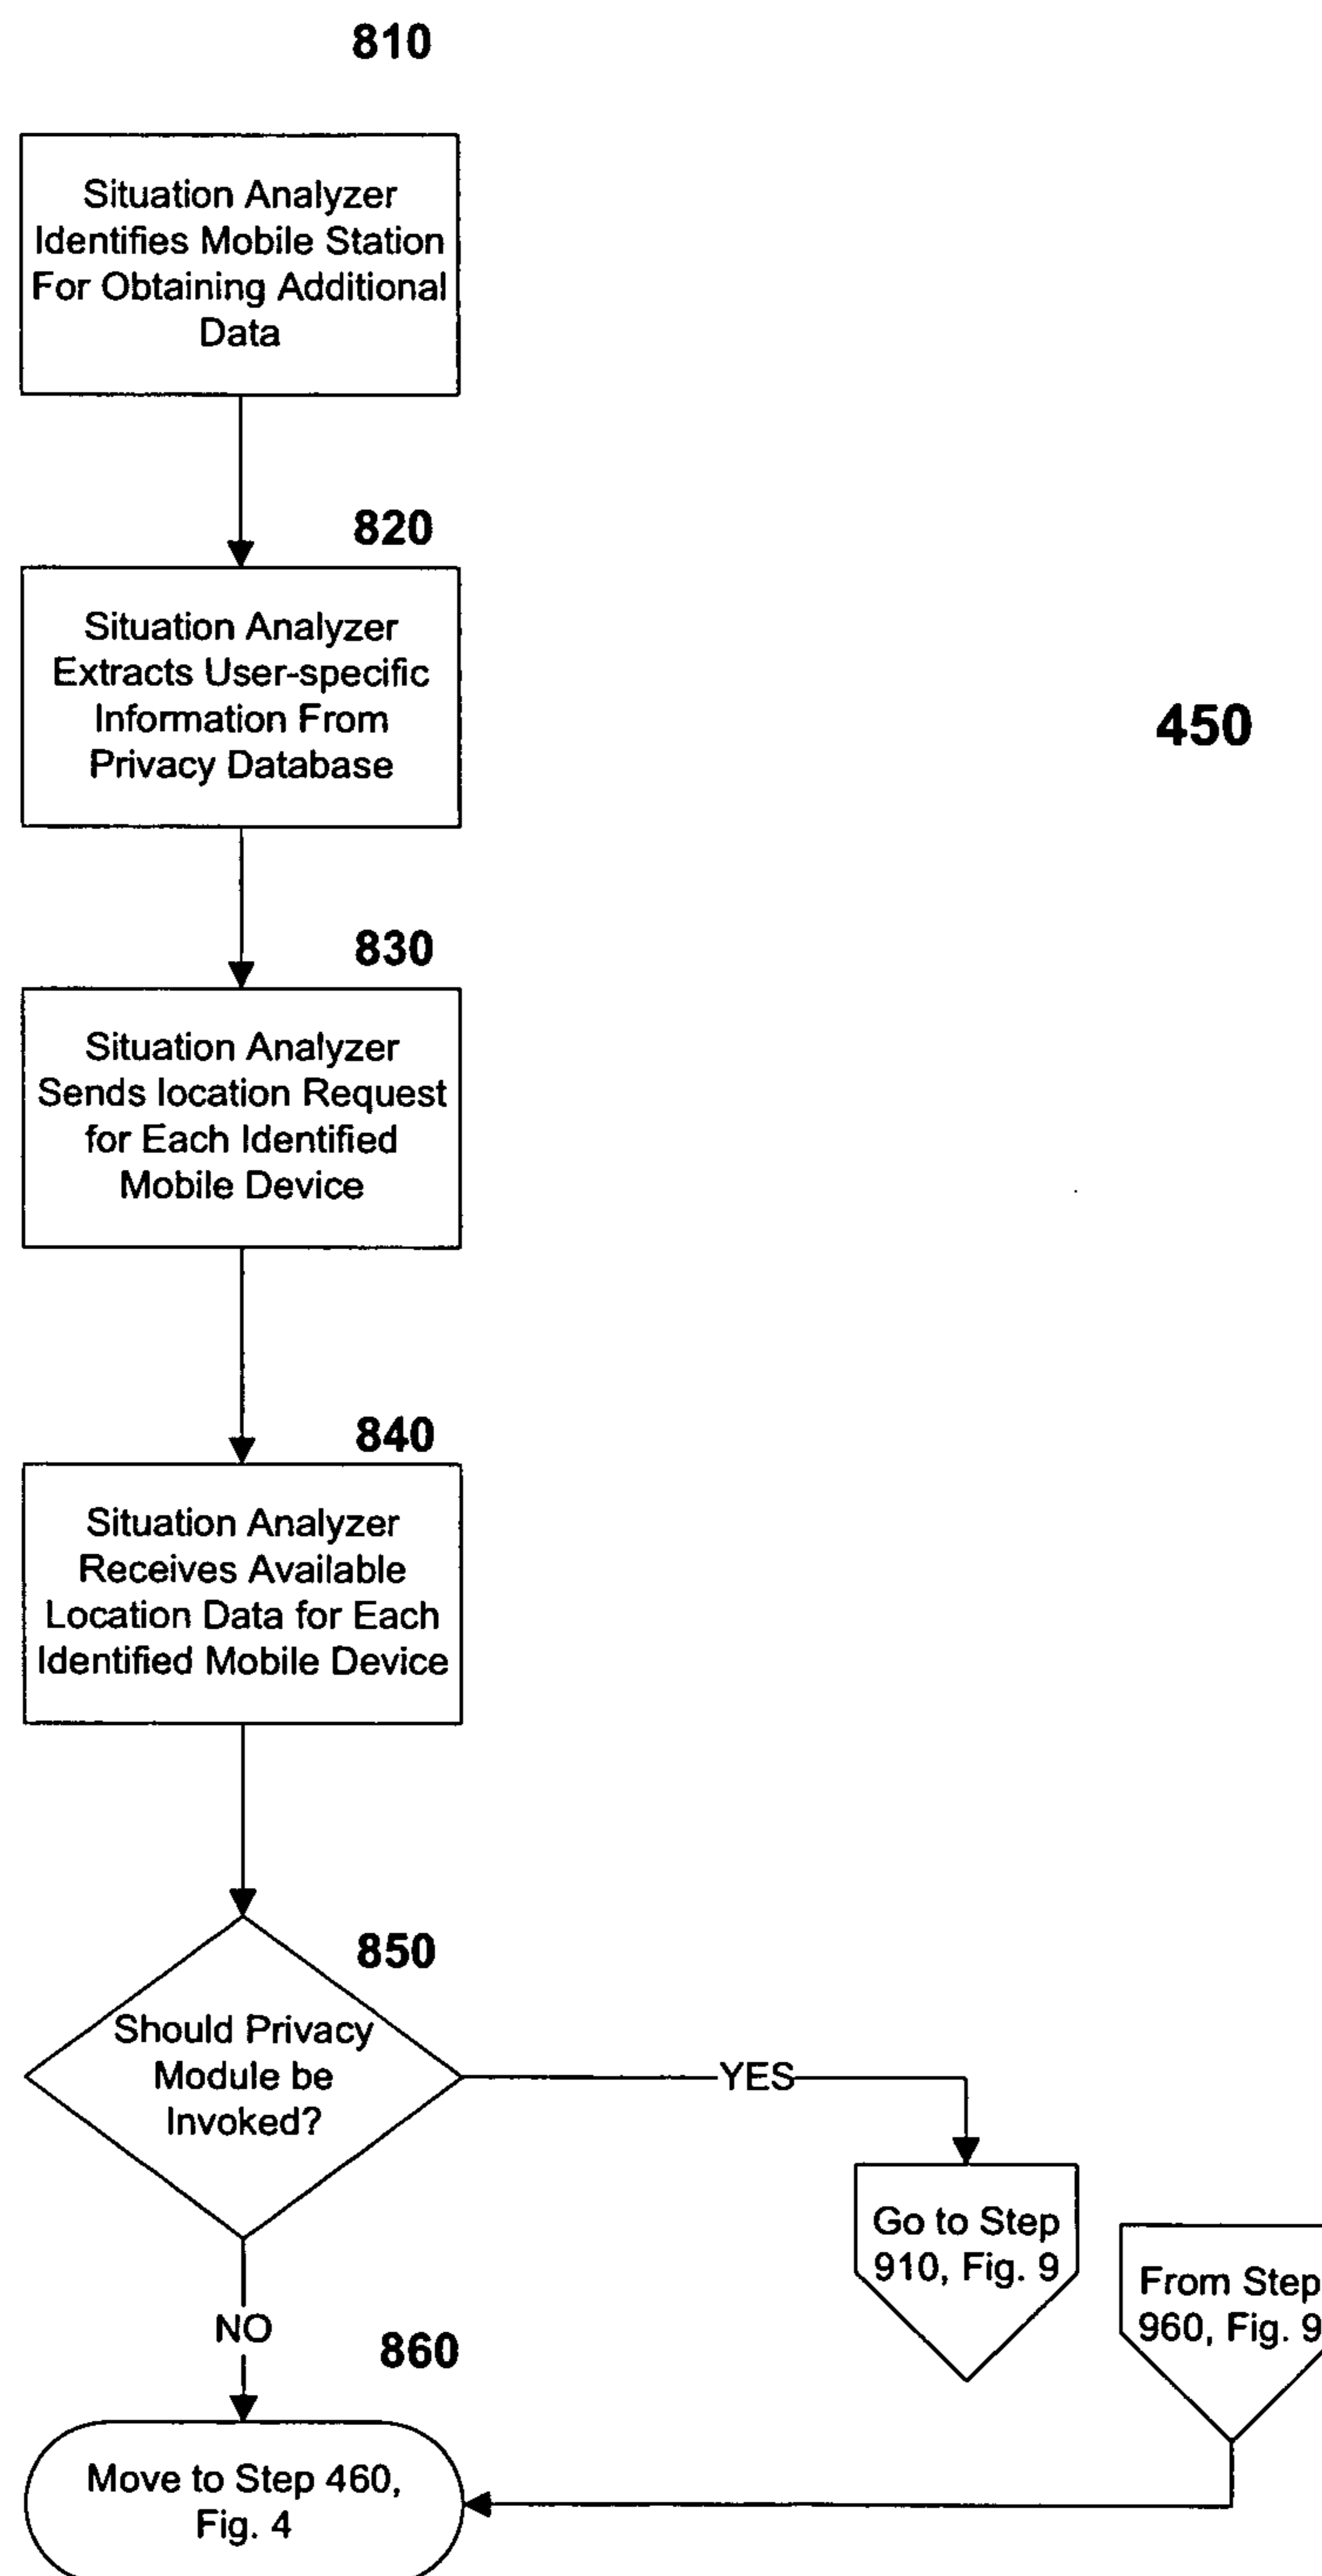 810
Situation Analyzer
Identifies Mobile Station
For Obtaining Additional
Data
820
Situation Analyzer
Extracts User-specific
Information From
Privacy Database
450
830
Situation Analyzer
Sends location Request
for Each Identified
Mobile Device
840
Situation Analyzer
Receives Available
Location Data for Each
Identified Mobile Device
850
Should Privacy
Module be
Invoked?
YES
Go to Step
910, Fig. 9
From Step
960, Fig. 9
NO
860
Move to Step 460,
Fig. 4